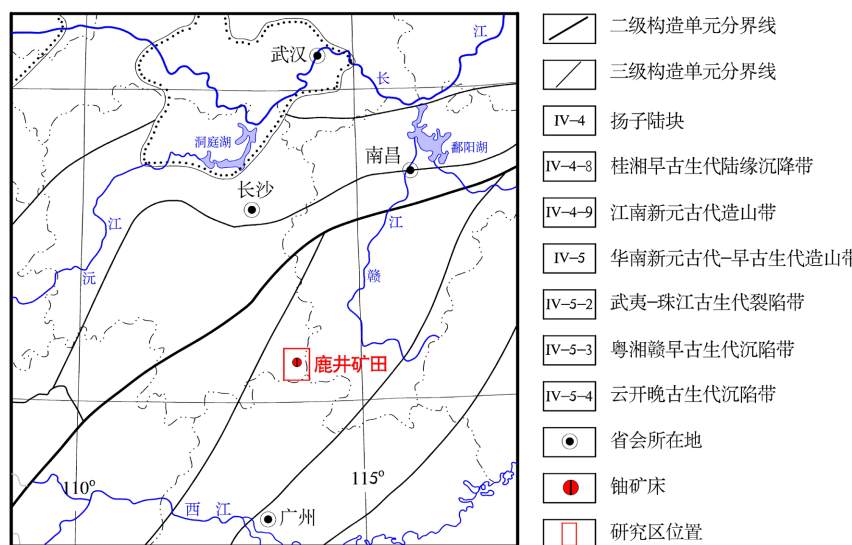 武汉
江
长
洞庭湖
鄱阳湖
南昌
长沙
江
江
沅
赣
鹿井矿田
110°
115°
西江
广州
二级构造单元分界线
三级构造单元分界线
IV-4 扬子陆块
IV-4-8 桂湘早古生代陆缘沉降带
IV-4-9 江南新元古代造山带
IV-5 华南新元古代-早古生代造山带
IV-5-2 武夷-珠江古生代裂陷带
IV-5-3 粤湘赣早古生代沉陷带
IV-5-4 云开晚古生代沉陷带
省会所在地
铀矿床
研究区位置